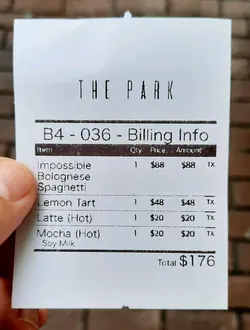 THE PARK
B4 - 036 - Billing Info
Item Qty Price Amount
Impossible 1 $88 $88 TX
Bolognese
Spaghetti
Lemon Tart 1 $48 $48 TX
Latte (Hot) 1 $20 $20 TX
Mocha (Hot) 1 $20 $20 TX
Soy Milk
Total $176